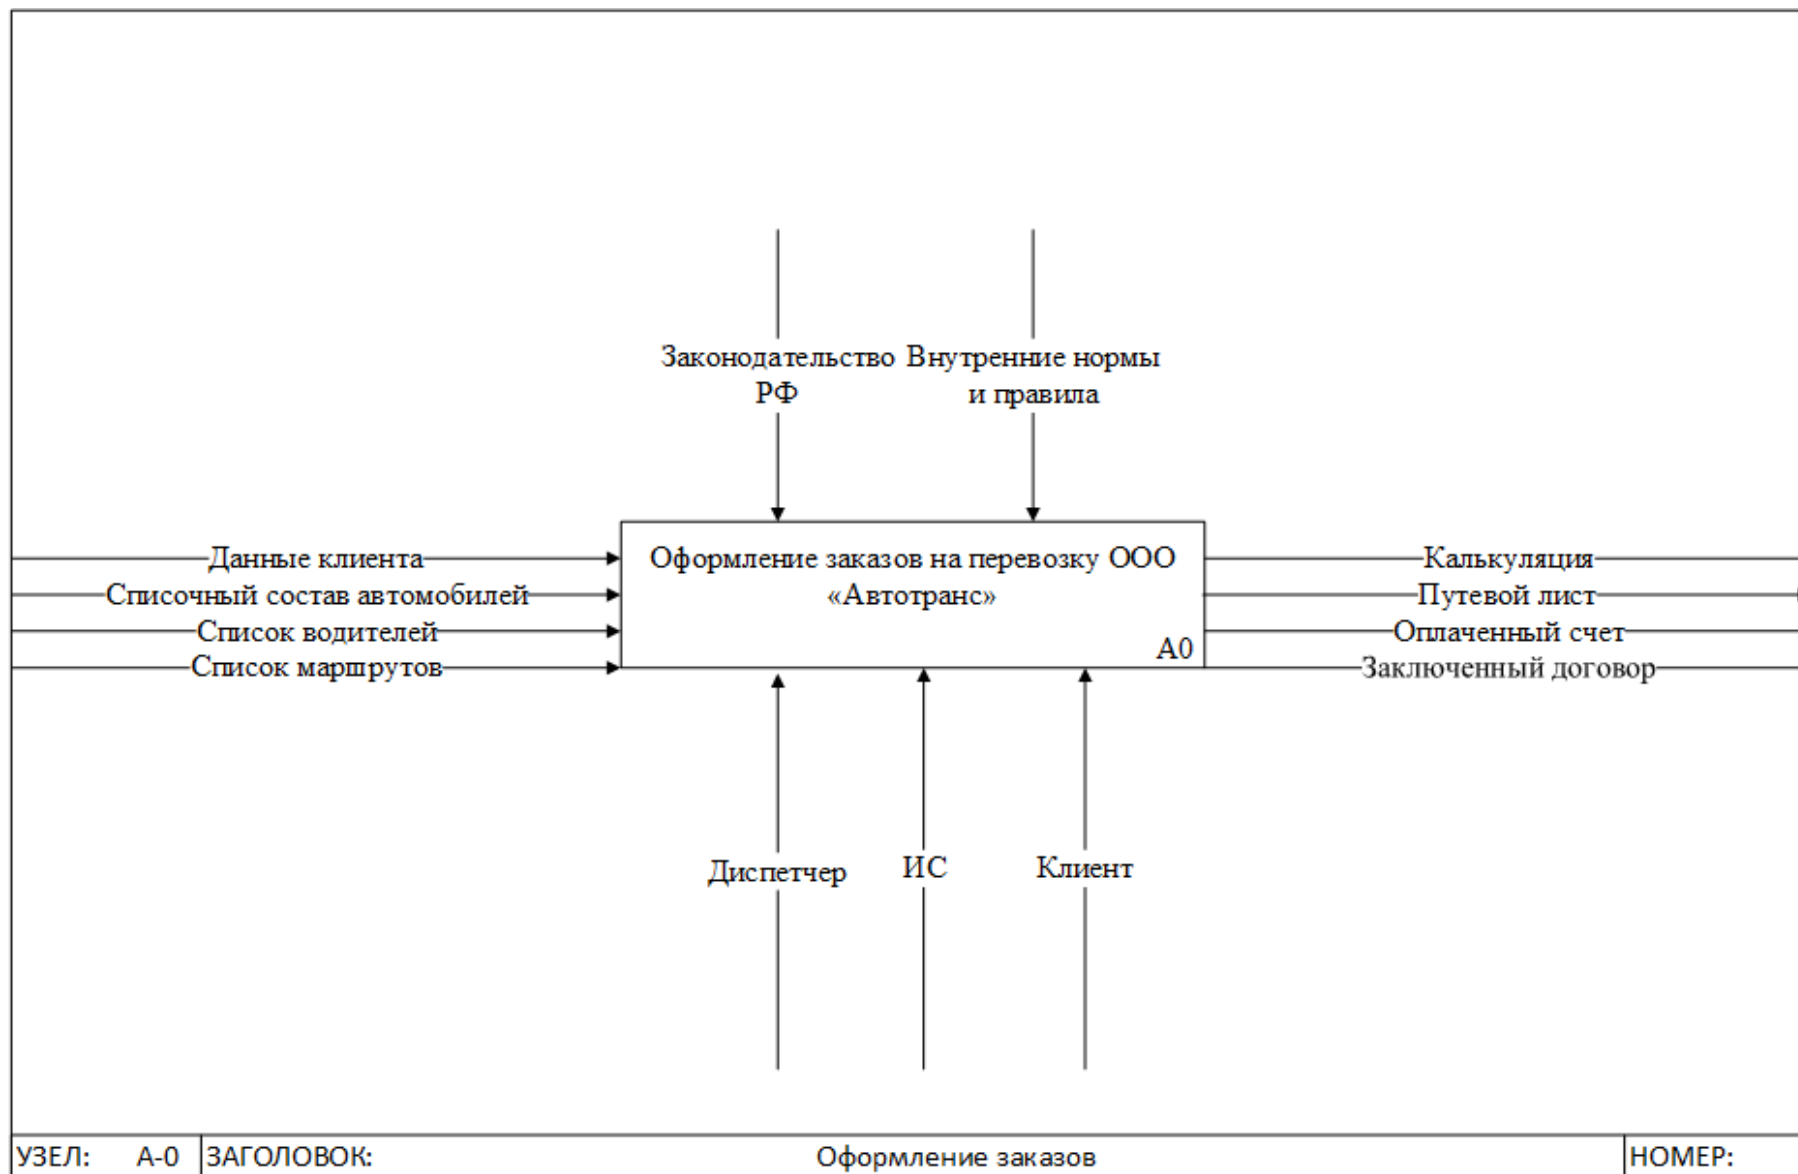 Законодательство
РФ
Внутренние нормы
и правила
Данные клиента
Списочный состав автомобилей
Список водителей
Список маршрутов
Оформление заказов на перевозку ООО
«Автотранс»
A0
Калькуляция
Путевой лист
Оплаченный счет
Заключенный договор
Диспетчер
ИС
Клиент
УЗЕЛ: A-0
ЗАГОЛОВОК:
Оформление заказов
НОМЕР: